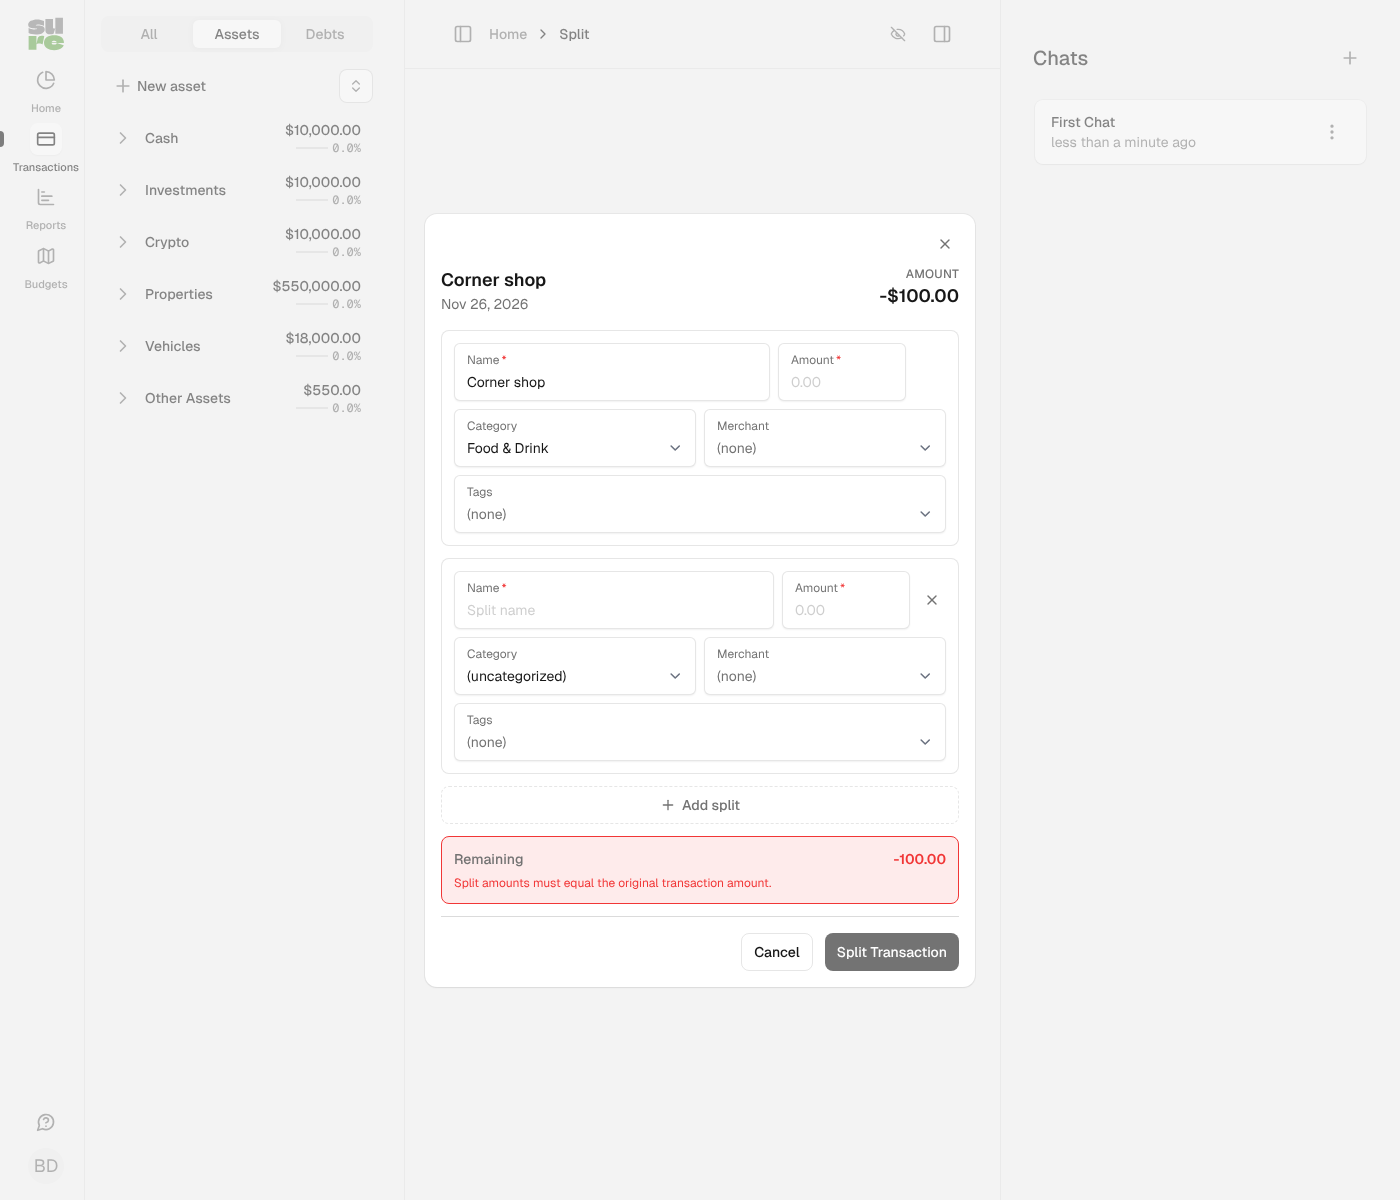 sure
Home
Transactions
Reports
Budgets
BD
All
Assets
Debts
New asset
Cash
$10,000.00
0.0%
Investments
$10,000.00
0.0%
Crypto
$10,000.00
0.0%
Properties
$550,000.00
0.0%
Vehicles
$18,000.00
0.0%
Other Assets
$550.00
0.0%
Home
Split
Corner shop
Nov 26, 2026
AMOUNT
-$100.00
Name*
Corner shop
Amount*
0.00
Category
Food & Drink
Merchant
(none)
Tags
(none)
Name*
Split name
Amount*
0.00
Category
(uncategorized)
Merchant
(none)
Tags
(none)
Add split
Remaining
-100.00
Split amounts must equal the original transaction amount.
Cancel
Split Transaction
Chats
First Chat
less than a minute ago